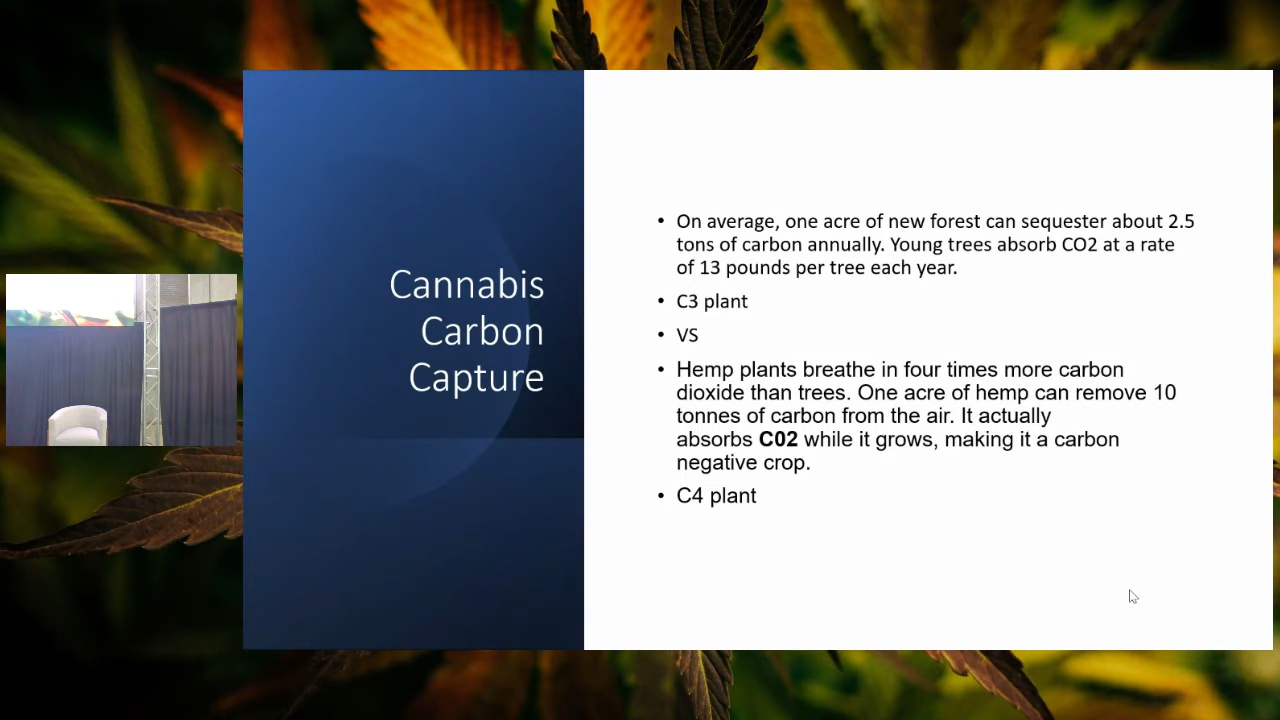 Cannabis
Carbon
Capture
• On average, one acre of new forest can sequester about 2.5
tons of carbon annually. Young trees absorb CO2 at a rate
of 13 pounds per tree each year.
• C3 plant
• VS
• Hemp plants breathe in four times more carbon
dioxide than trees. One acre of hemp can remove 10
tonnes of carbon from the air. It actually
absorbs C02 while it grows, making it a carbon
negative crop.
• C4 plant